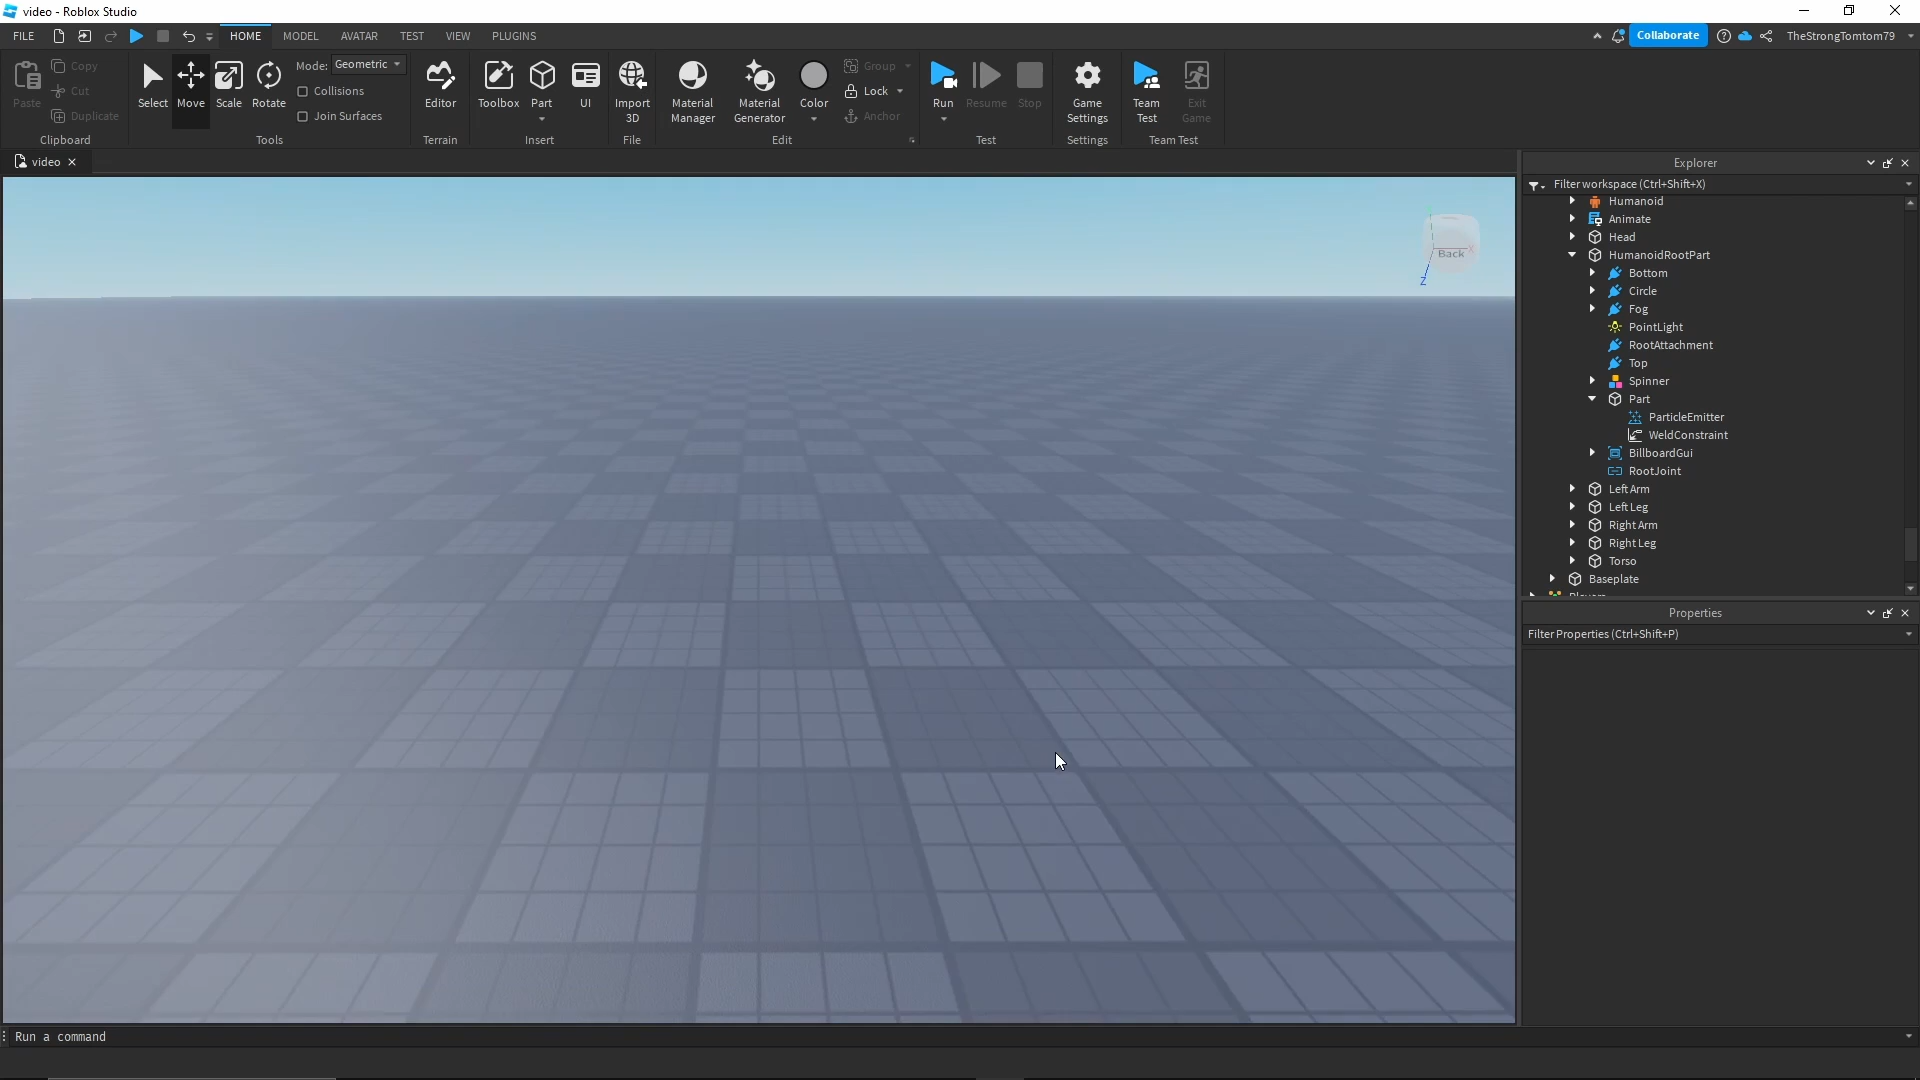 video - Roblox Studio
FILE HOME MODEL AVATAR TEST VIEW PLUGINS Collaborate TheStrongTomtom79
Paste Copy Cut Duplicate
Clipboard
Select Move Scale Rotate Mode: Geometric
Collisions
Join Surfaces
Tools
Editor
Terrain
Toolbox Part UI
Insert
Import 3D
File
Material Manager Material Generator Color Group Lock Anchor
Edit
Run Resume Stop
Test
Game Settings
Settings
Team Test Exit Game
Team Test
video
Back
X
Z
Explorer
Filter workspace (Ctrl+Shift+X)
Humanoid
Animate
Head
HumanoidRootPart
Bottom
Circle
Fog
PointLight
RootAttachment
Top
Spinner
Part
ParticleEmitter
WeldConstraint
BillboardGui
RootJoint
Left Arm
Left Leg
Right Arm
Right Leg
Torso
Baseplate
Properties
Filter Properties (Ctrl+Shift+P)
Run a command